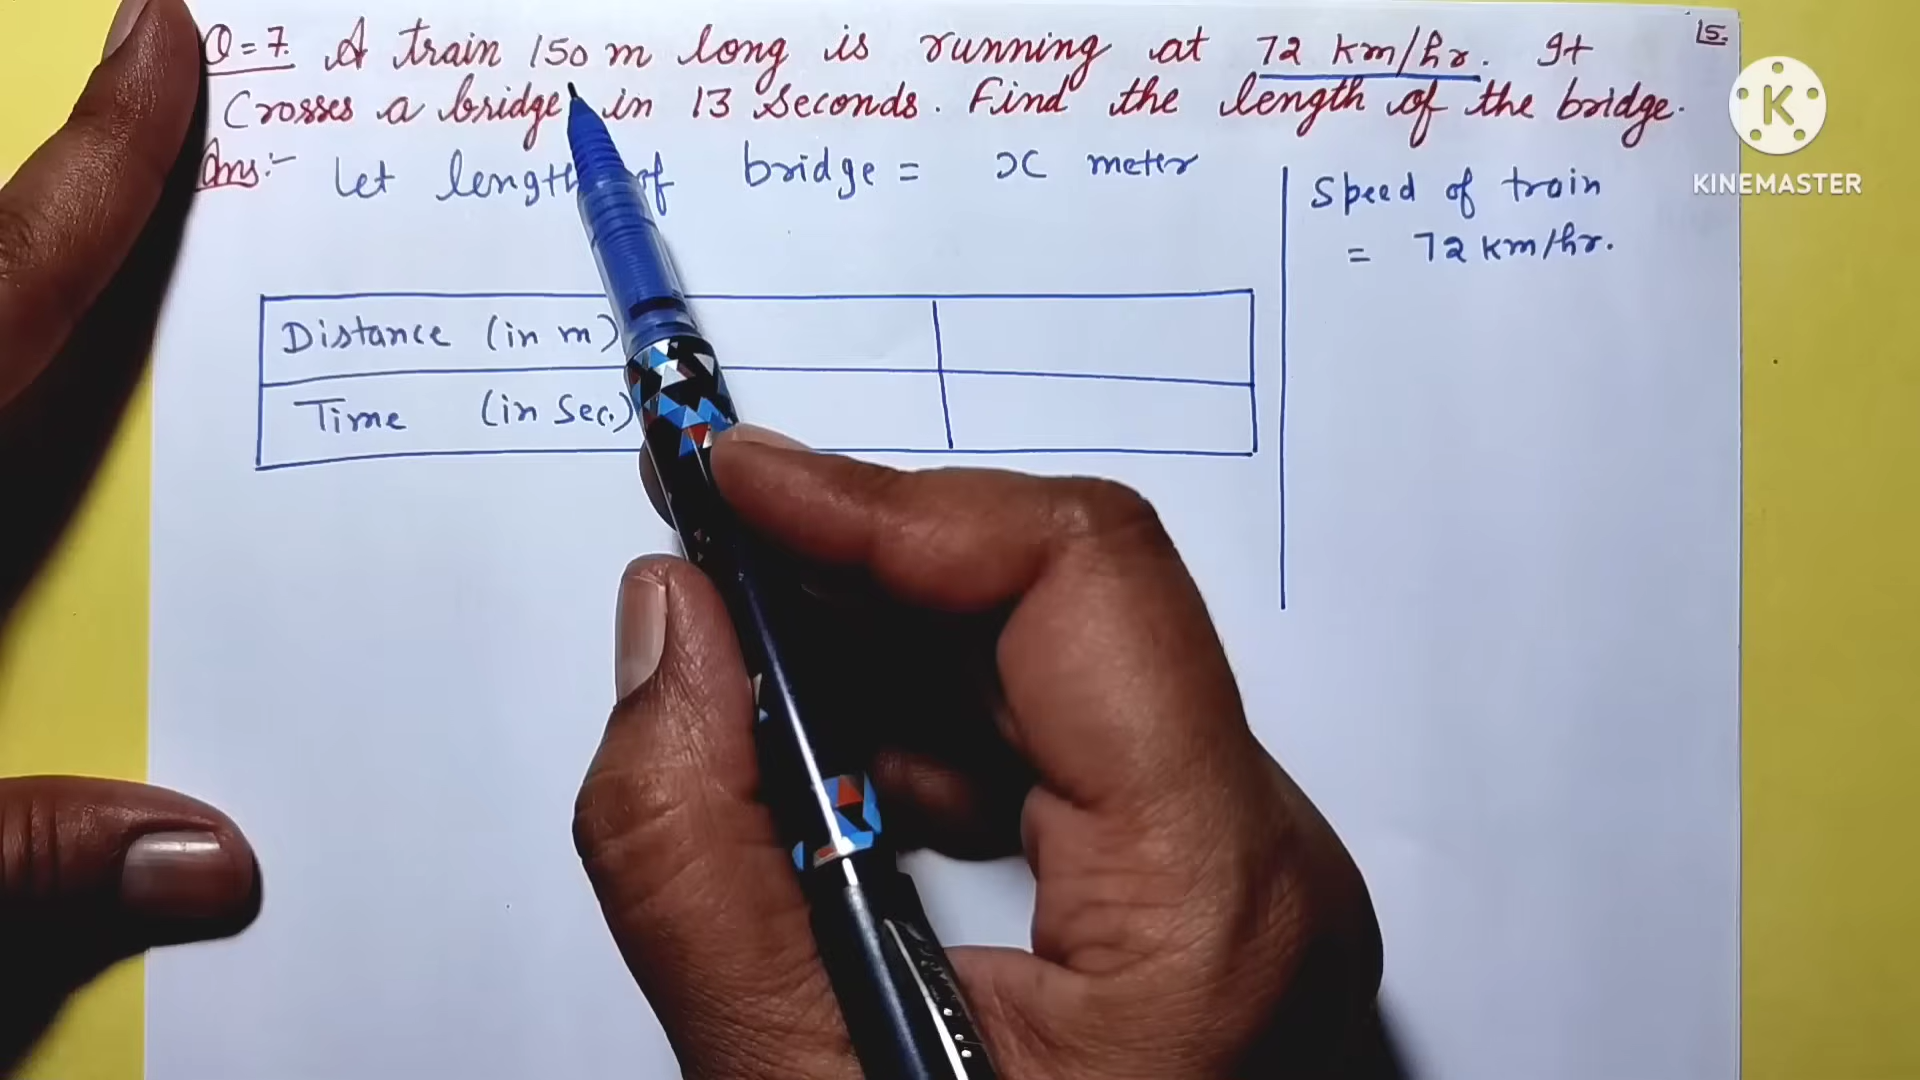 Q=7. A train 150 m long is running at 72 km/hr. It
Crosses a bridge in 13 Seconds. Find the length of the bridge.
Ans:- Let length of bridge = x meter
Speed of train
= 72 km/hr.
Distance (in m)
Time (in Sec.)
15.
K
KINEMASTER